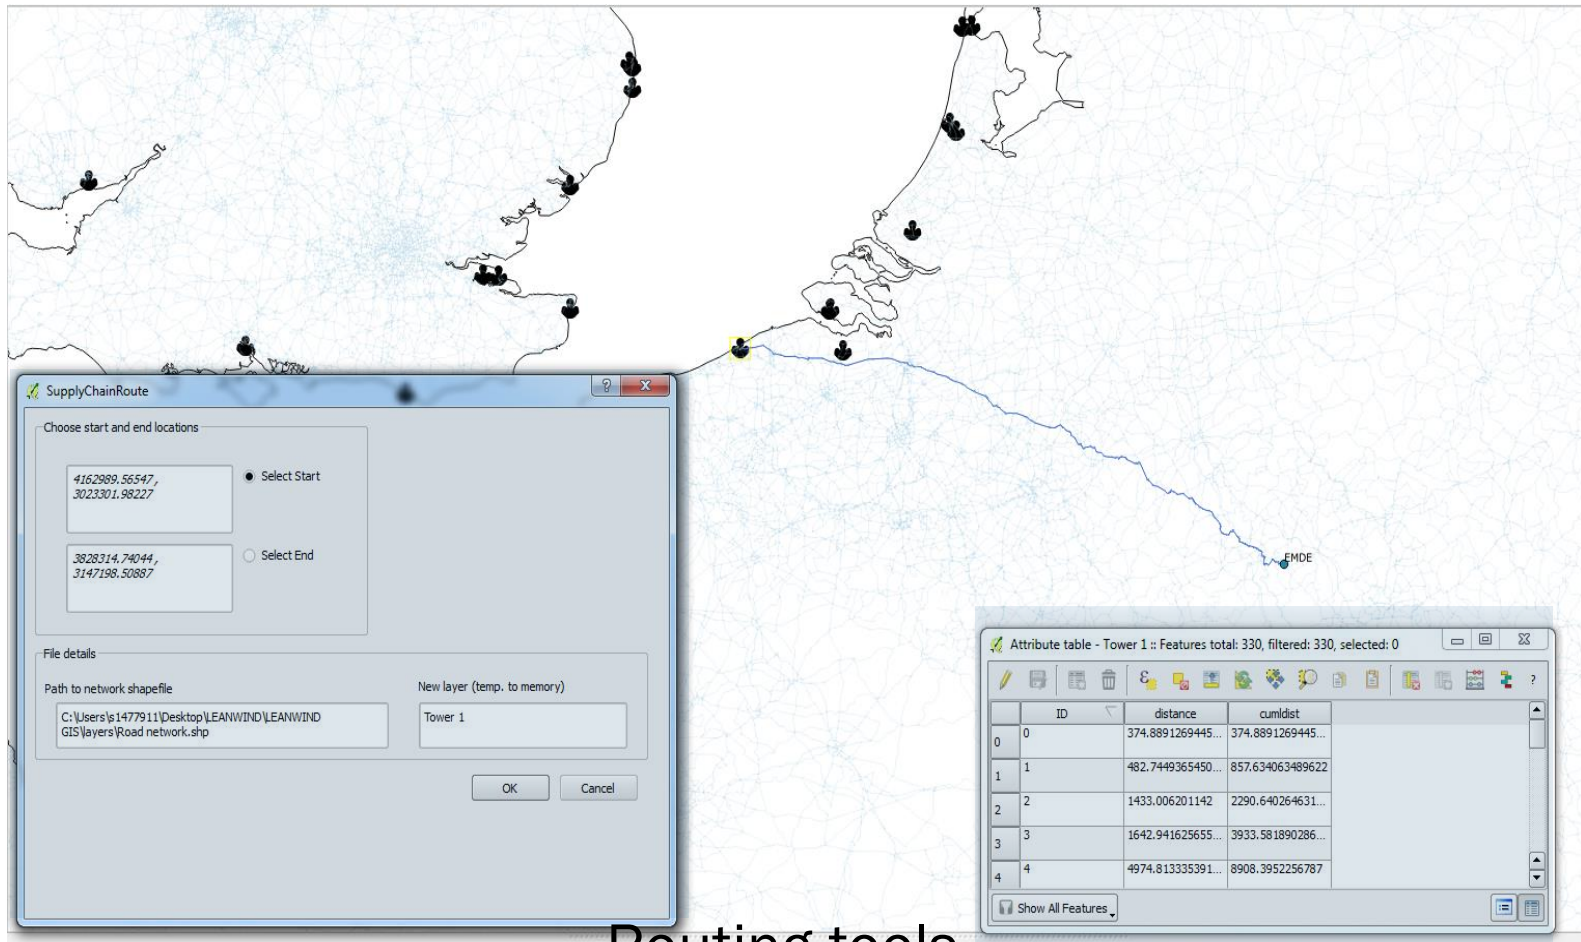 SupplyChainRoute
?
X
Choose start and end locations
4162989.56547 ,
3023301.98227
Select Start
3828314.74044 ,
3147198.50887
Select End
File details
Path to network shapefile
New layer (temp. to memory)
C:\Users\s1477911\Desktop\LEANWIND\LEANWIND
GIS\layers\Road network.shp
Tower 1
OK
Cancel
EMDE
Attribute table - Tower 1 :: Features total: 330, filtered: 330, selected: 0
?
ID distance cumldist
0 0 374.8891269445... 374.8891269445...
1 1 482.7449365450... 857.634063489622
2 2 1433.006201142 2290.640264631...
3 3 1642.941625655... 3933.581890286...
4 4 4974.813335391... 8908.3952256787
Show All Features
Routing tools